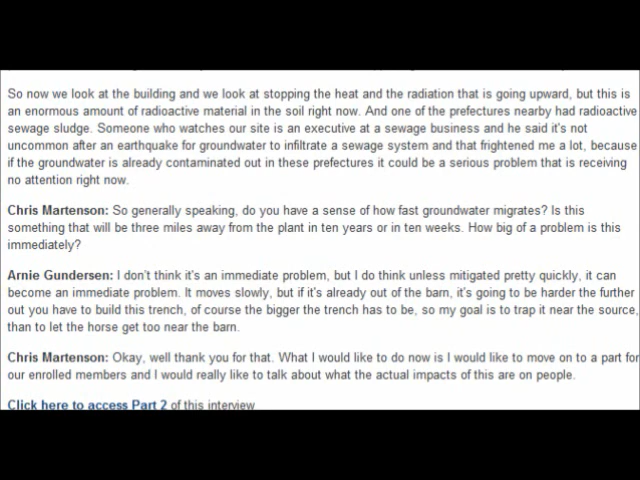 So now we look at the building and we look at stopping the heat and the radiation that is going upward, but this is
an enormous amount of radioactive material in the soil right now. And one of the prefectures nearby had radioactive
sewage sludge. Someone who watches our site is an executive at a sewage business and he said it's not
uncommon after an earthquake for groundwater to infiltrate a sewage system and that frightened me a lot, because
if the groundwater is already contaminated out in these prefectures it could be a serious problem that is receiving
no attention right now.
Chris Martenson: So generally speaking, do you have a sense of how fast groundwater migrates? Is this
something that will be three miles away from the plant in ten years or in ten weeks. How big of a problem is this
immediately?
Arnie Gundersen: I don't think it's an immediate problem, but I do think unless mitigated pretty quickly, it can
become an immediate problem. It moves slowly, but if it's already out of the barn, it's going to be harder the further
out you have to build this trench, of course the bigger the trench has to be, so my goal is to trap it near the source,
than to let the horse get too near the barn.
Chris Martenson: Okay, well thank you for that. What I would like to do now is I would like to move on to a part for
our enrolled members and I would really like to talk about what the actual impacts of this are on people.
Click here to access Part 2 of this interview